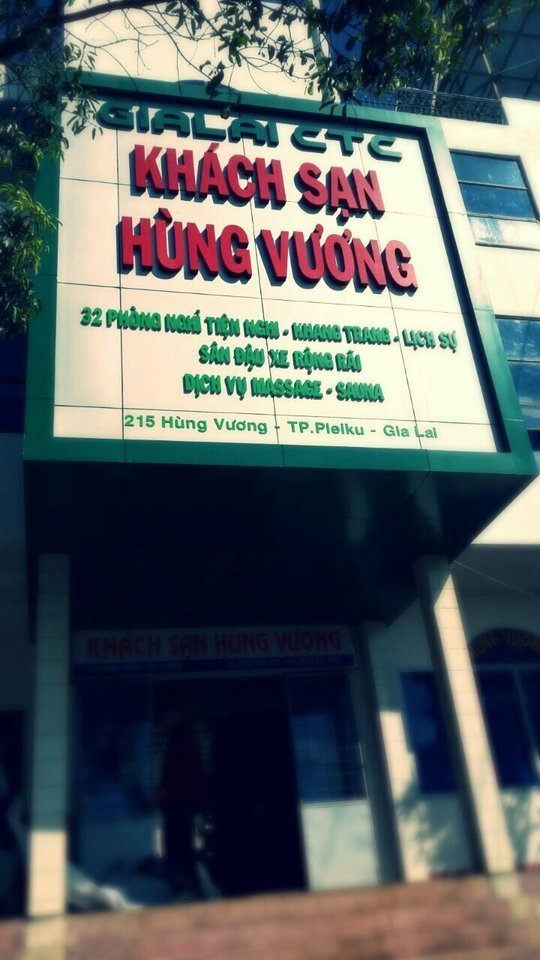 GIALAI CTC
KHÁCH SẠN
HÙNG VƯƠNG
32 PHÒNG NGHỈ TIỆN NGHI - KHANG TRANG - LỊCH SỰ
SÂN ĐẬU XE RỘNG RÃI
DỊCH VỤ MASSAGE - SAUNA
215 Hùng Vương - TP.Pleiku - Gia Lai
KHÁCH SẠN HÙNG VƯƠNG